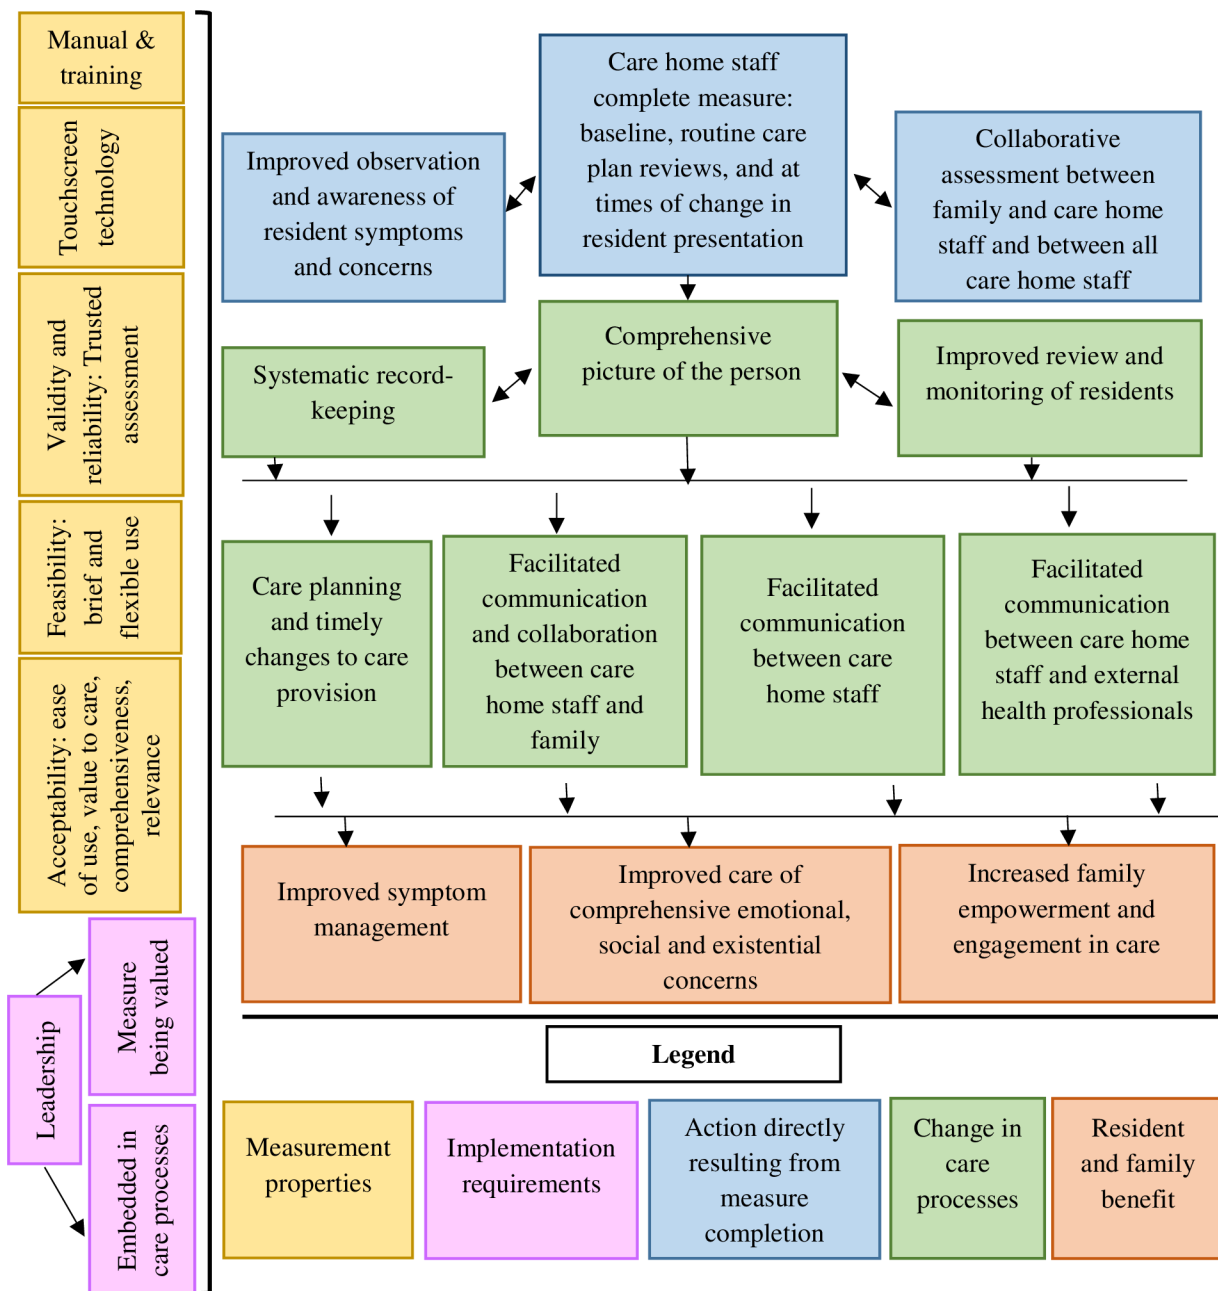 Manual &
training
Touchscreen
technology
Validity and
reliability: Trusted
assessment
Feasibility:
brief and
flexible use
Acceptability: ease
of use, value to care,
comprehensiveness,
relevance
Leadership
Measure
being valued
Embedded in
care processes
Care home staff
complete measure:
baseline, routine care
plan reviews, and at
times of change in
resident presentation
Improved observation
and awareness of
resident symptoms
and concerns
Collaborative
assessment between
family and care home
staff and between all
care home staff
Comprehensive
picture of the person
Systematic record-
keeping
Improved review and
monitoring of residents
Care planning
and timely
changes to care
provision
Facilitated
communication
and collaboration
between care
home staff and
family
Facilitated
communication
between care
home staff
Facilitated
communication
between care home
staff and external
health professionals
Improved symptom
management
Improved care of
comprehensive emotional,
social and existential
concerns
Increased family
empowerment and
engagement in care
Legend
Measurement
properties
Implementation
requirements
Action directly
resulting from
measure
completion
Change in
care
processes
Resident
and family
benefit